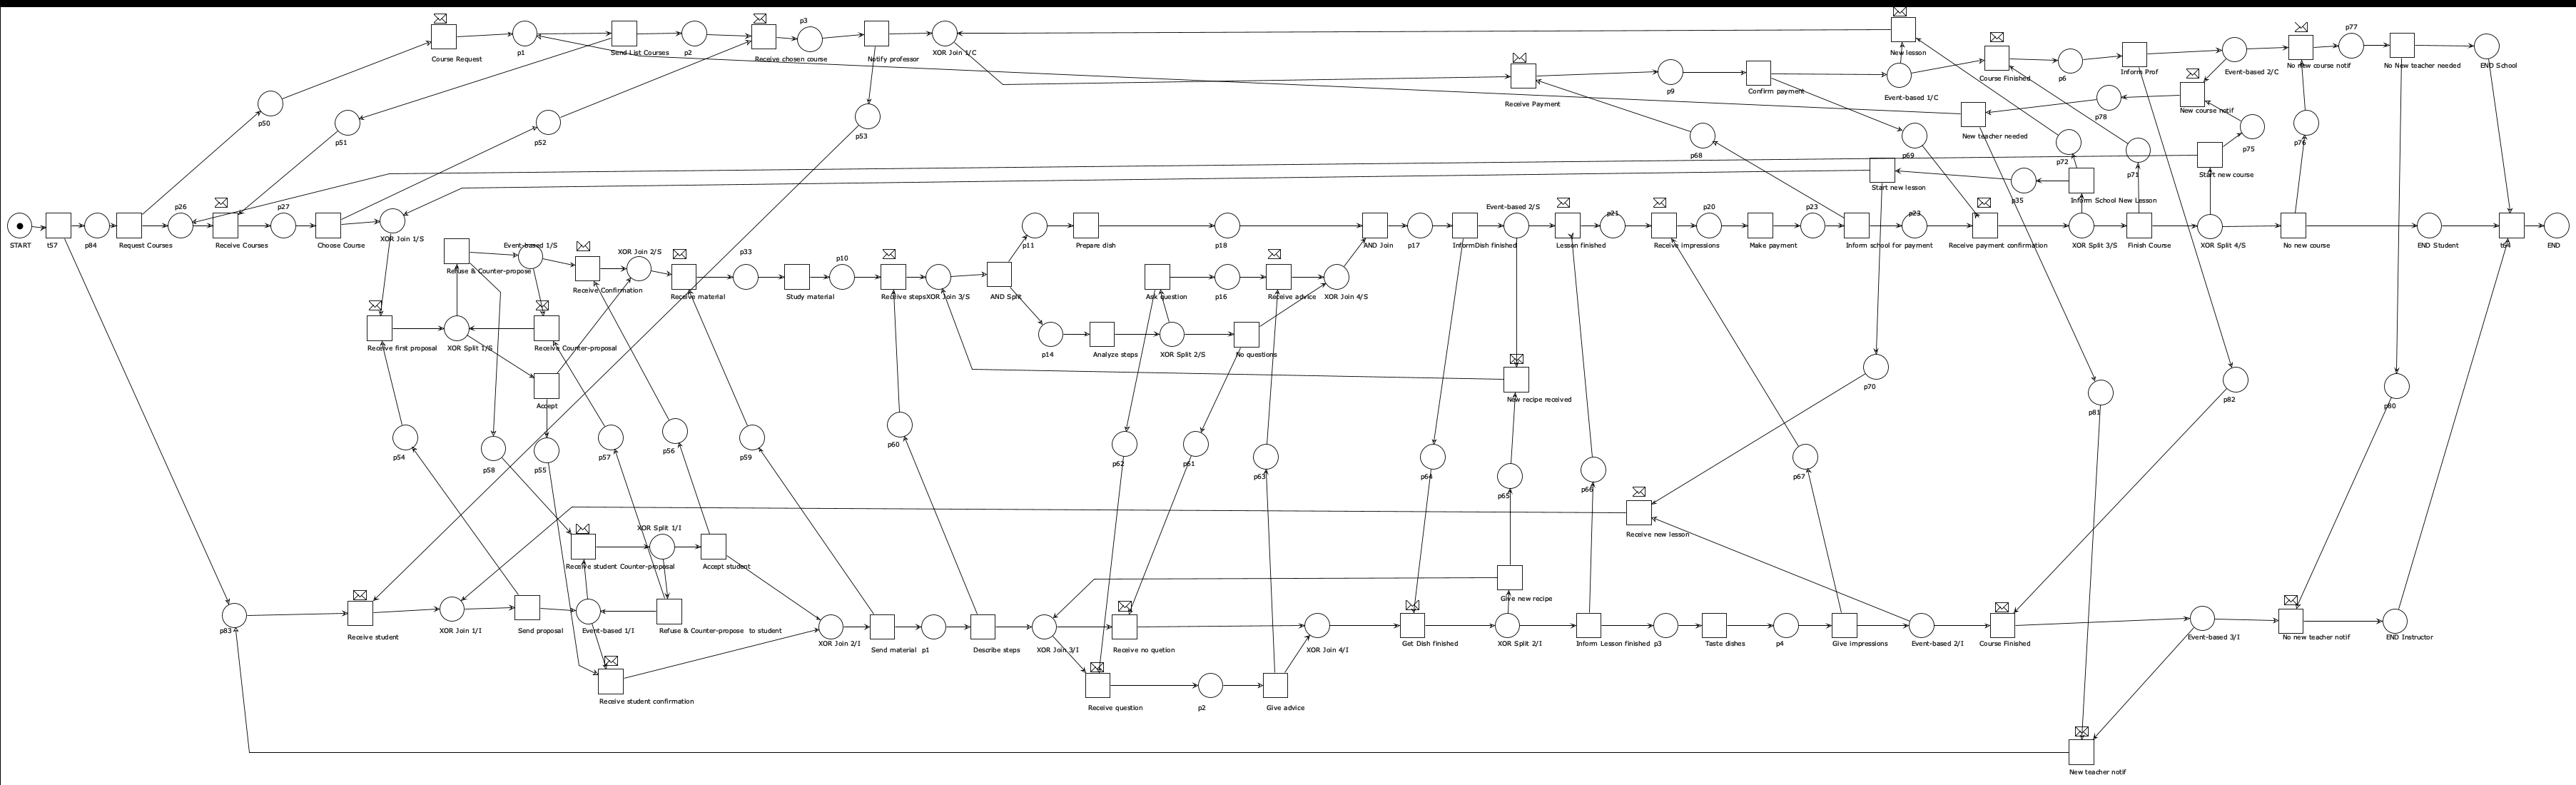 p3
p77
Course Request
p1
Send List Courses
p2
Receive chosen course
Notify professor
XOR Join 1/C
New lesson
Course Finished
p6
Inform Prof
Event-based 2/C
No new course notif
No New teacher needed
END School
Receive Payment
p9
Confirm payment
Event-based 1/C
New course notif
p50
p51
p52
p53
New teacher needed
p78
p68
p69
p72
p71
p75
p76
Start new lesson
p35
Inform School New Lesson
Start new course
p26
p27
Event-based 2/S
p21
p20
p23
p23
START
t57
p84
Request Courses
Receive Courses
Choose Course
XOR Join 1/S
p11
Prepare dish
p18
AND Join
p17
InformDish finished
Lesson finished
Receive impressions
Make payment
Inform school for payment
Receive payment confirmation
XOR Split 3/S
Finish Course
XOR Split 4/S
No new course
END Student
END
Event-based 1/S
XOR Join 2/S
p33
p10
Refuse & Counter-propose
Receive Confirmation
Receive material
Study material
Receive steps
XOR Join 3/S
AND Split
Ask question
p16
Receive advice
XOR Join 4/S
Receive first proposal
XOR Split 1/S
Receive Counter-proposal
p14
Analyze steps
XOR Split 2/S
No questions
Accept
New recipe received
p70
p81
p82
p80
p54
p58
p55
p57
p56
p59
p60
p62
p61
p63
p64
p65
p66
p67
XOR Split 1/I
Receive student Counter-proposal
Accept student
Receive new lesson
Give new recipe
p83
Receive student
XOR Join 1/I
Send proposal
Event-based 1/I
Refuse & Counter-propose to student
XOR Join 2/I
Send material
p1
Describe steps
XOR Join 3/I
Receive no quetion
XOR Join 4/I
Get Dish finished
XOR Split 2/I
Inform Lesson finished
p3
Taste dishes
p4
Give impressions
Event-based 2/I
Course Finished
Event-based 3/I
No new teacher notif
END Instructor
Receive student confirmation
Receive question
p2
Give advice
New teacher notif